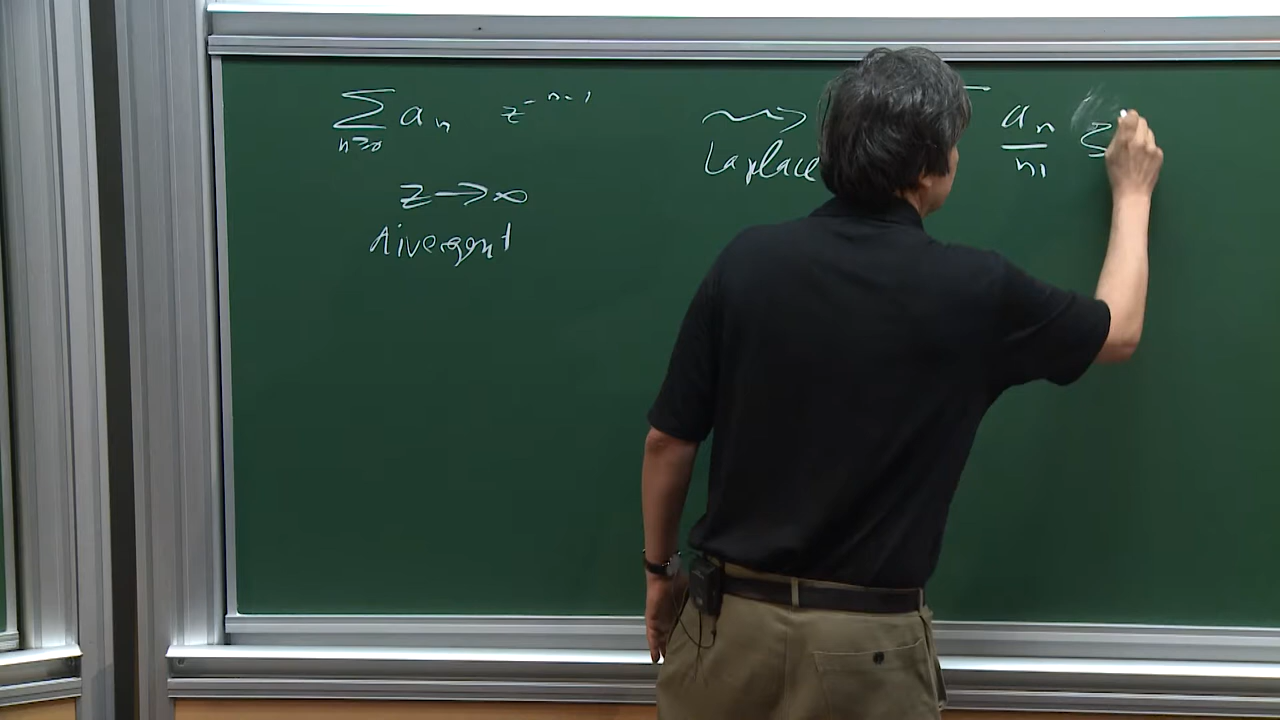 ∑ aₙ z⁻ⁿ⁻¹ ⇝ aₙ/n! ζ
n≥0 Laplace
z → ∞
divergent